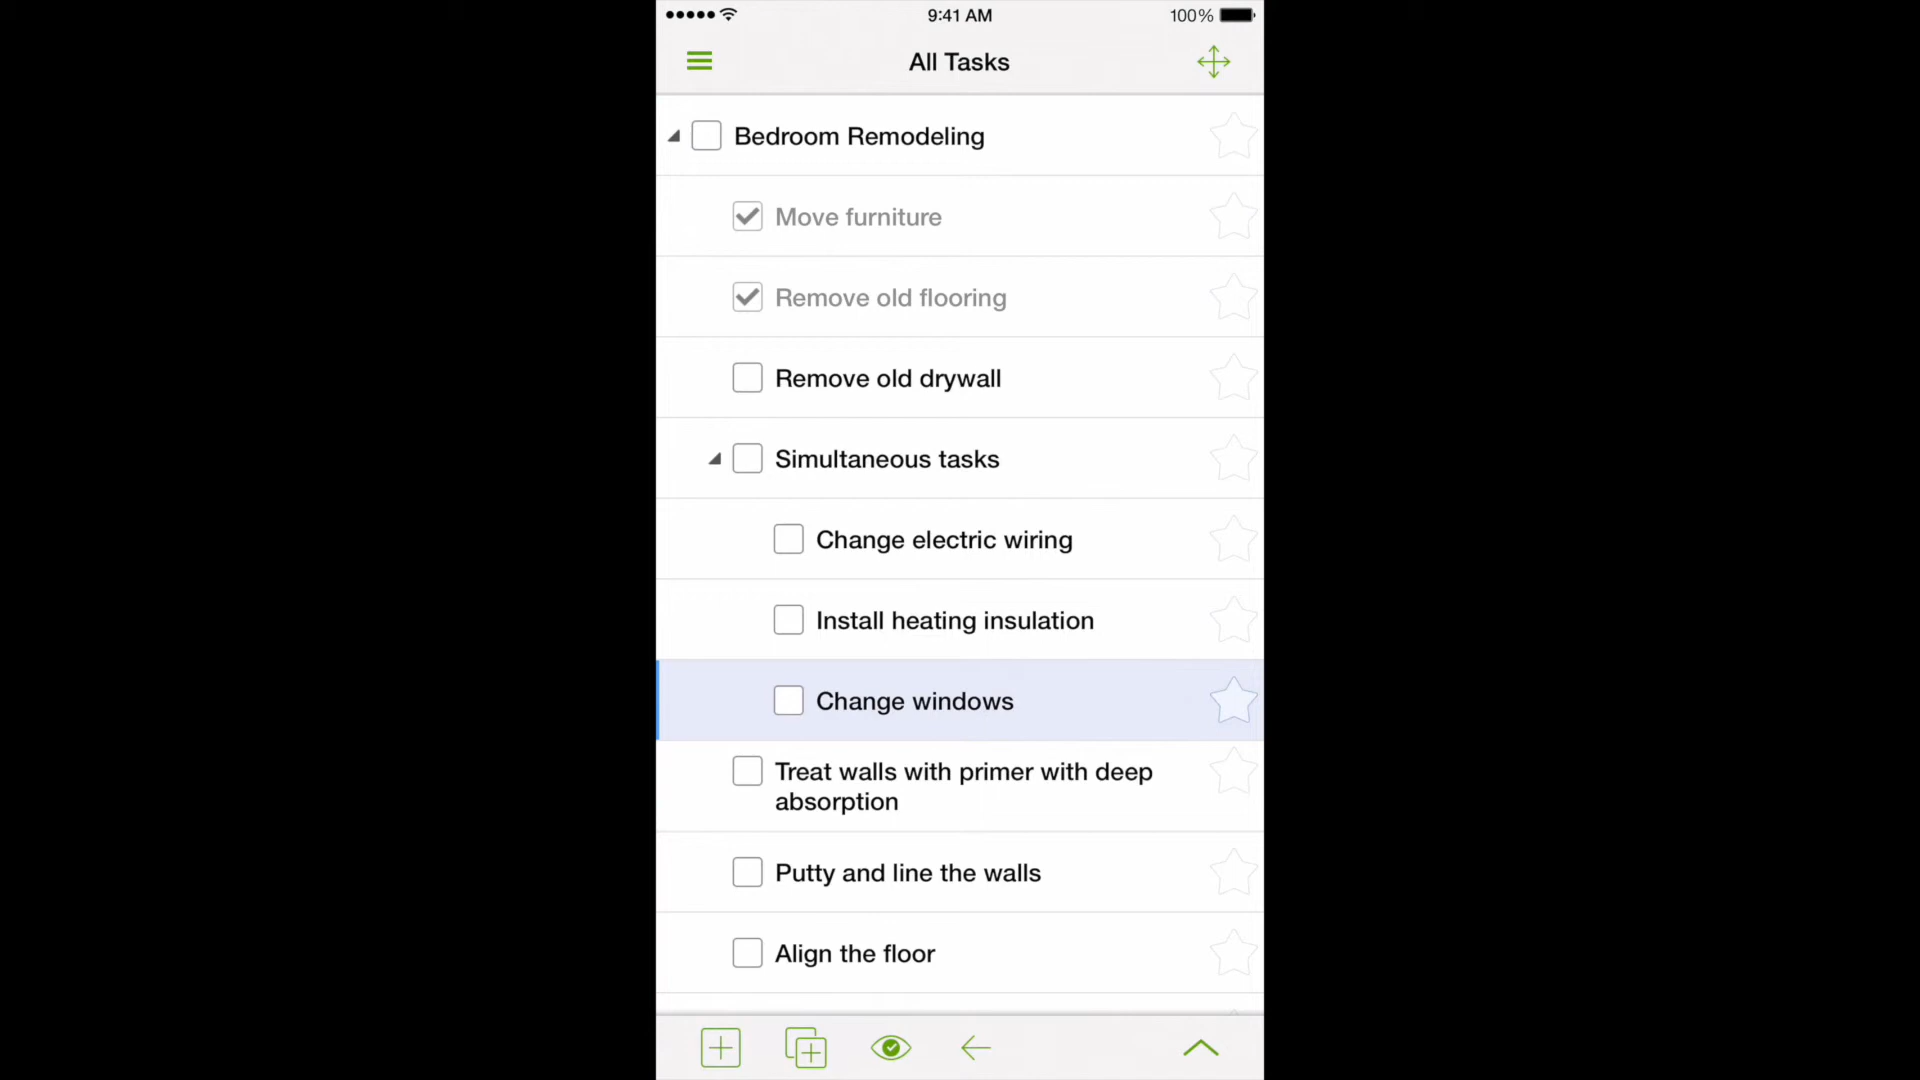 9:41 AM
100%
All Tasks
Bedroom Remodeling
Move furniture
Remove old flooring
Remove old drywall
Simultaneous tasks
Change electric wiring
Install heating insulation
Change windows
Treat walls with primer with deep
absorption
Putty and line the walls
Align the floor